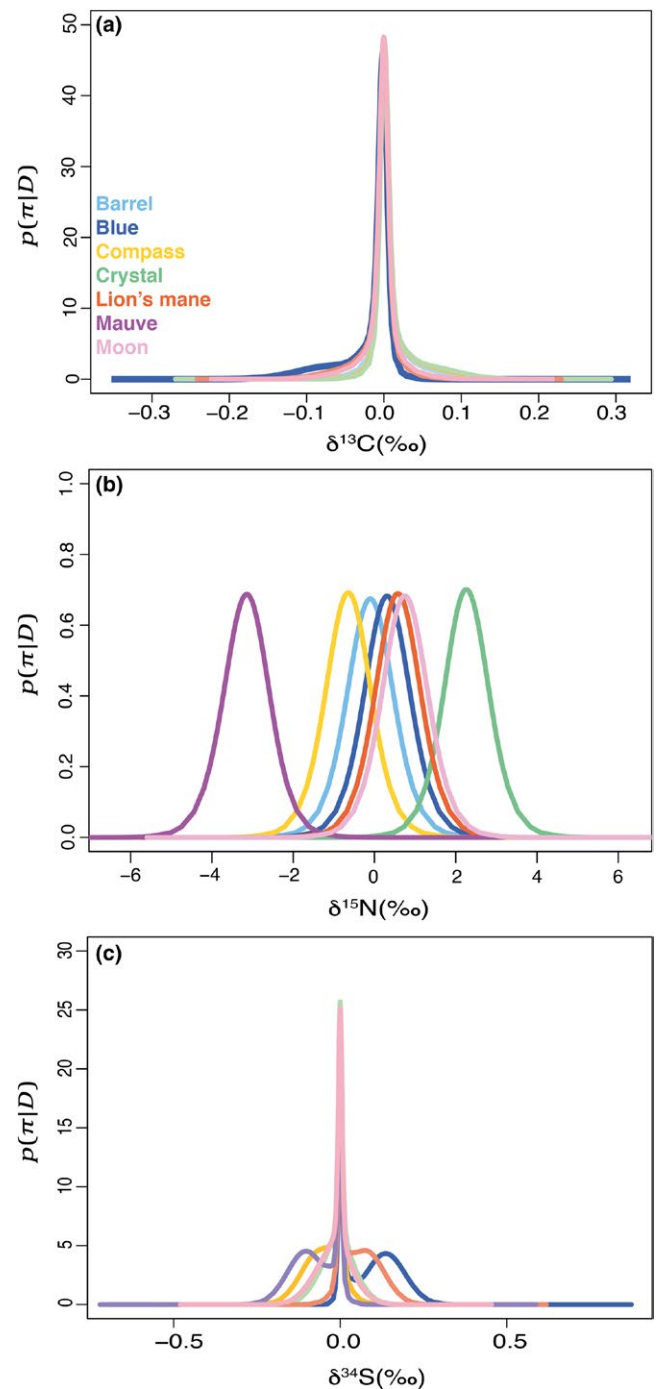 (a)
50
40
30
20
10
0
p(π|D)
Barrel
Blue
Compass
Crystal
Lion's mane
Mauve
Moon
−0.3 −0.2 −0.1 0.0 0.1 0.2 0.3
δ¹³C(‰)
(b)
1.0
0.8
0.6
0.4
0.2
0.0
p(π|D)
−6 −4 −2 0 2 4 6
δ¹⁵N(‰)
(c)
30
25
20
15
10
5
0
p(π|D)
−0.5 0.0 0.5
δ³⁴S(‰)